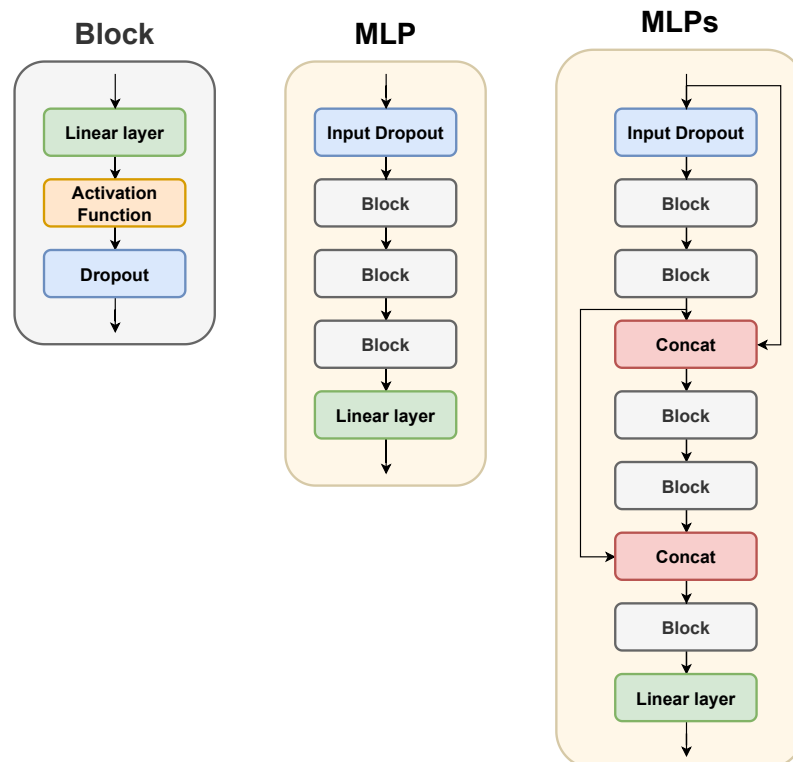 Block
Linear layer
Activation
Function
Dropout
MLP
Input Dropout
Block
Block
Block
Linear layer
MLPs
Input Dropout
Block
Block
Concat
Block
Block
Concat
Block
Linear layer